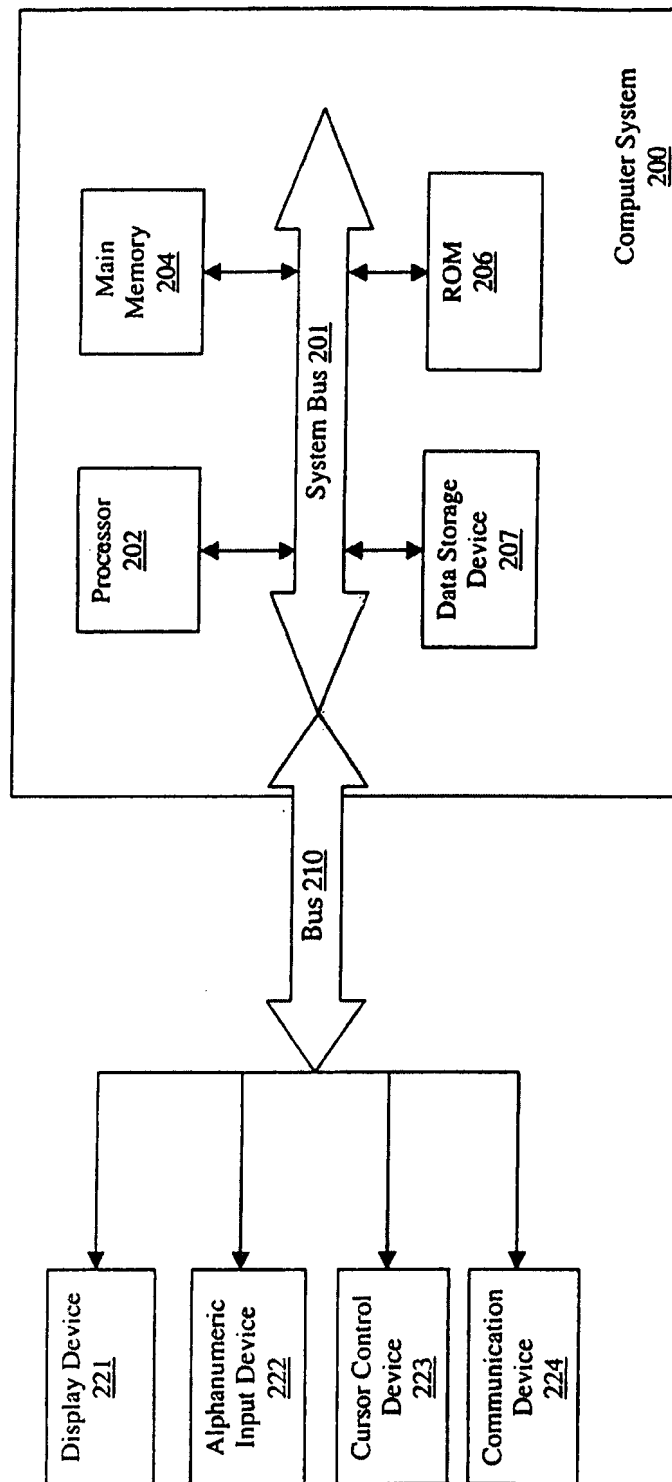 Display Device
221
Alphanumeric
Input Device
222
Cursor Control
Device
223
Communication
Device
224
Bus 210
Processor
202
Main
Memory
204
System Bus 201
Data Storage
Device
207
ROM
206
Computer System
200